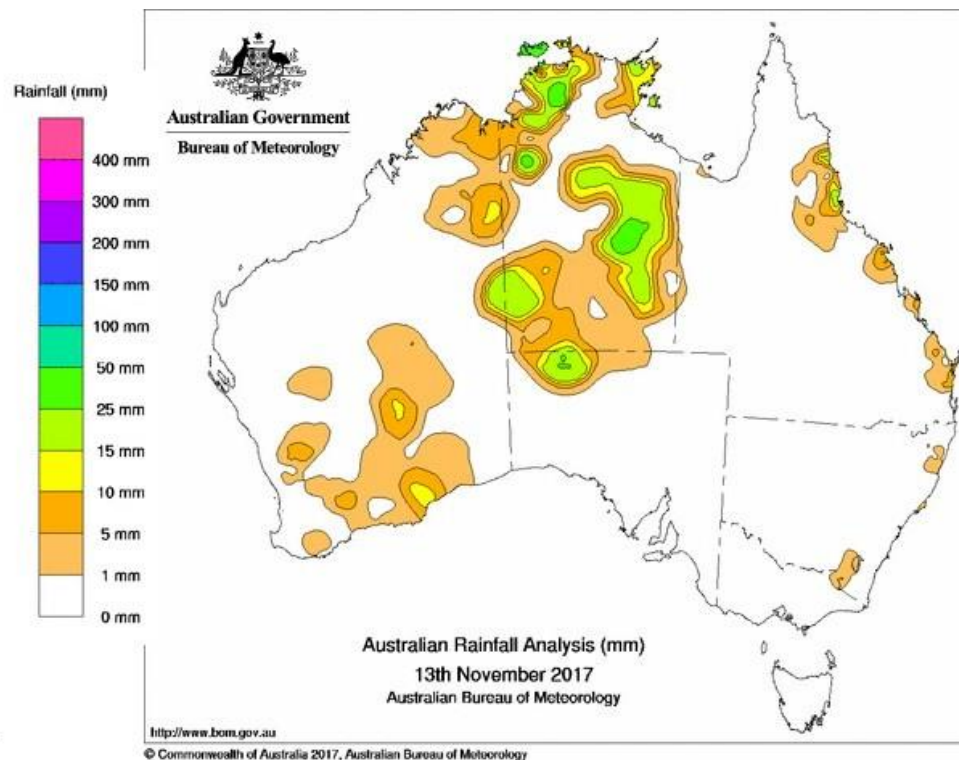 Australian Government
Bureau of Meteorology
Rainfall (mm)
400 mm
300 mm
200 mm
150 mm
100 mm
50 mm
25 mm
15 mm
10 mm
5 mm
1 mm
0 mm
Australian Rainfall Analysis (mm)
13th November 2017
Australian Bureau of Meteorology
http://www.bom.gov.au
© Commonwealth of Australia 2017, Australian Bureau of Meteorology